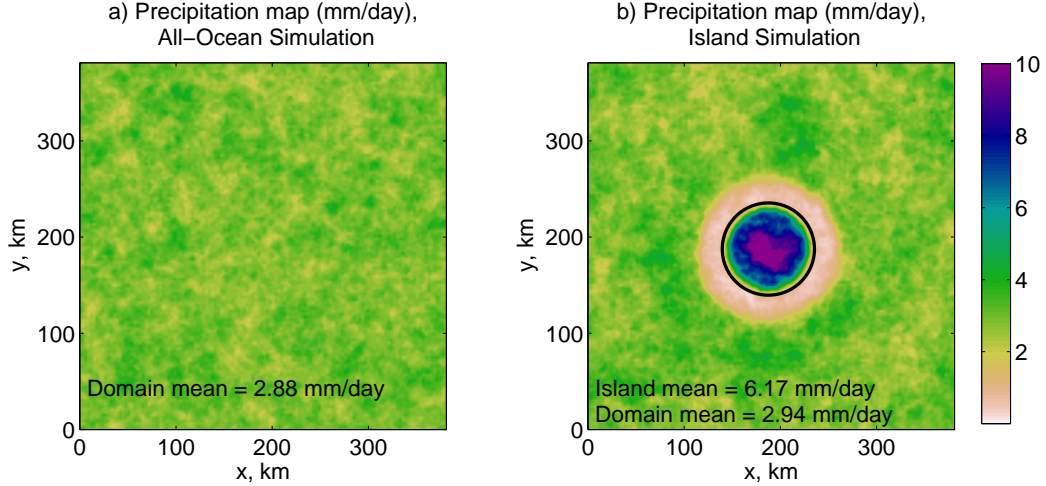 a) Precipitation map (mm/day),
All−Ocean Simulation
y, km
300
200
100
0
Domain mean = 2.88 mm/day
0
100
200
300
x, km
b) Precipitation map (mm/day),
Island Simulation
y, km
300
200
100
0
Island mean = 6.17 mm/day
Domain mean = 2.94 mm/day
0
100
200
300
x, km
10
8
6
4
2